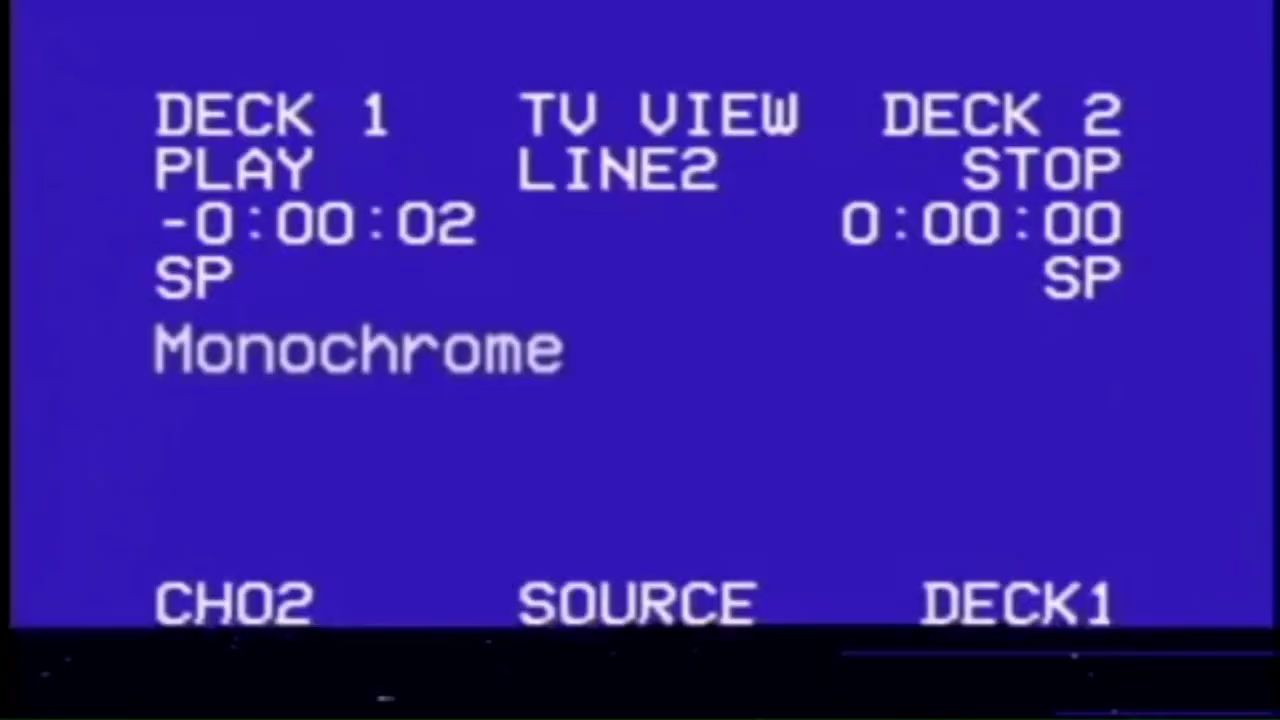 DECK 1 TV VIEW DECK 2
PLAY LINE2 STOP
-0:00:02 0:00:00
SP SP
Monochrome
CH02 SOURCE DECK1